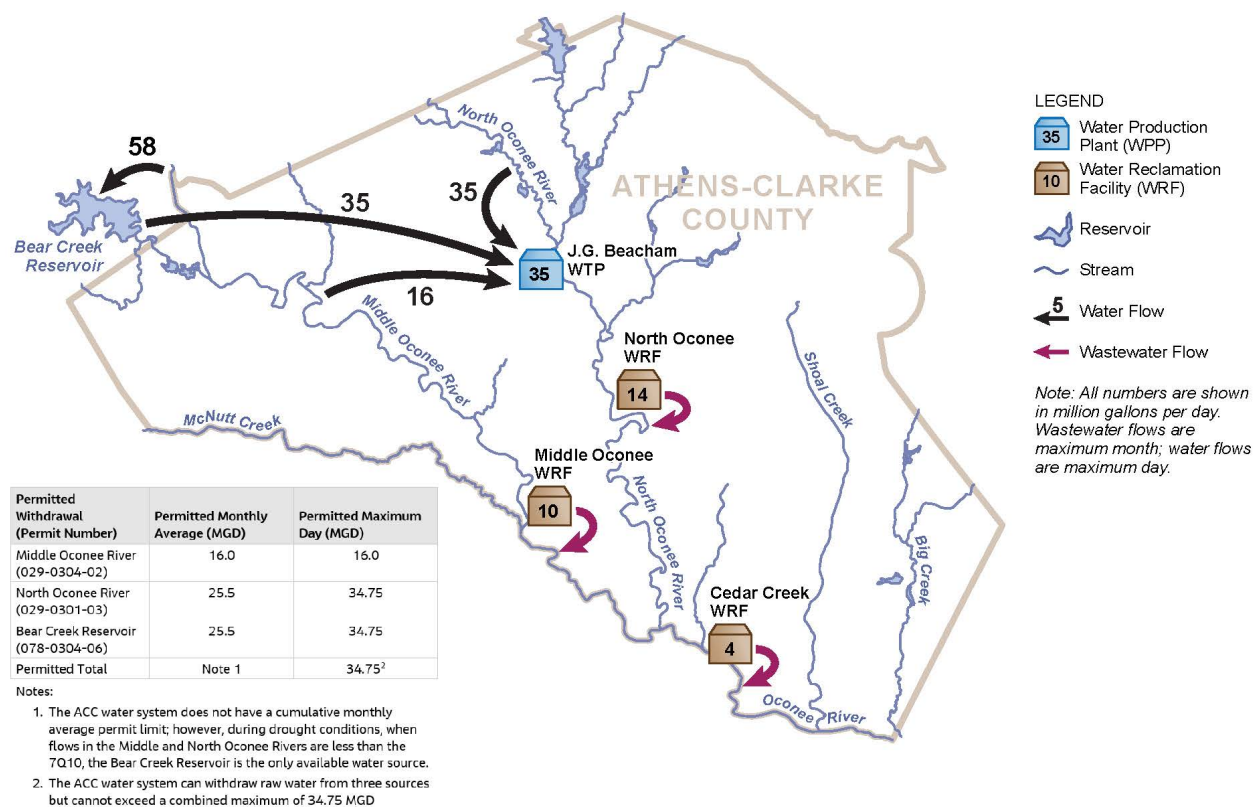 58
Bear Creek
Reservoir
35
16
North Oconee River
35
ATHENS-CLARKE
COUNTY
J.G. Beacham
WTP
35
Middle Oconee River
McNutt Creek
North Oconee
WRF
14
Middle Oconee
WRF
10
North Oconee River
Cedar Creek
WRF
4
Shoal Creek
Big Creek
Oconee River
LEGEND
35
Water Production
Plant (WPP)
10
Water Reclamation
Facility (WRF)
Reservoir
Stream
5
Water Flow
Wastewater Flow
Note: All numbers are shown
in million gallons per day.
Wastewater flows are
maximum month; water flows
are maximum day.
Permitted
Withdrawal
(Permit Number)
Permitted Monthly
Average (MGD)
Permitted Maximum
Day (MGD)
Middle Oconee River
(029-0304-02)
16.0
16.0
North Oconee River
(029-0301-03)
25.5
34.75
Bear Creek Reservoir
(078-0304-06)
25.5
34.75
Permitted Total
Note 1
34.75²
Notes:
1. The ACC water system does not have a cumulative monthly
average permit limit; however, during drought conditions, when
flows in the Middle and North Oconee Rivers are less than the
7Q10, the Bear Creek Reservoir is the only available water source.
2. The ACC water system can withdraw raw water from three sources
but cannot exceed a combined maximum of 34.75 MGD